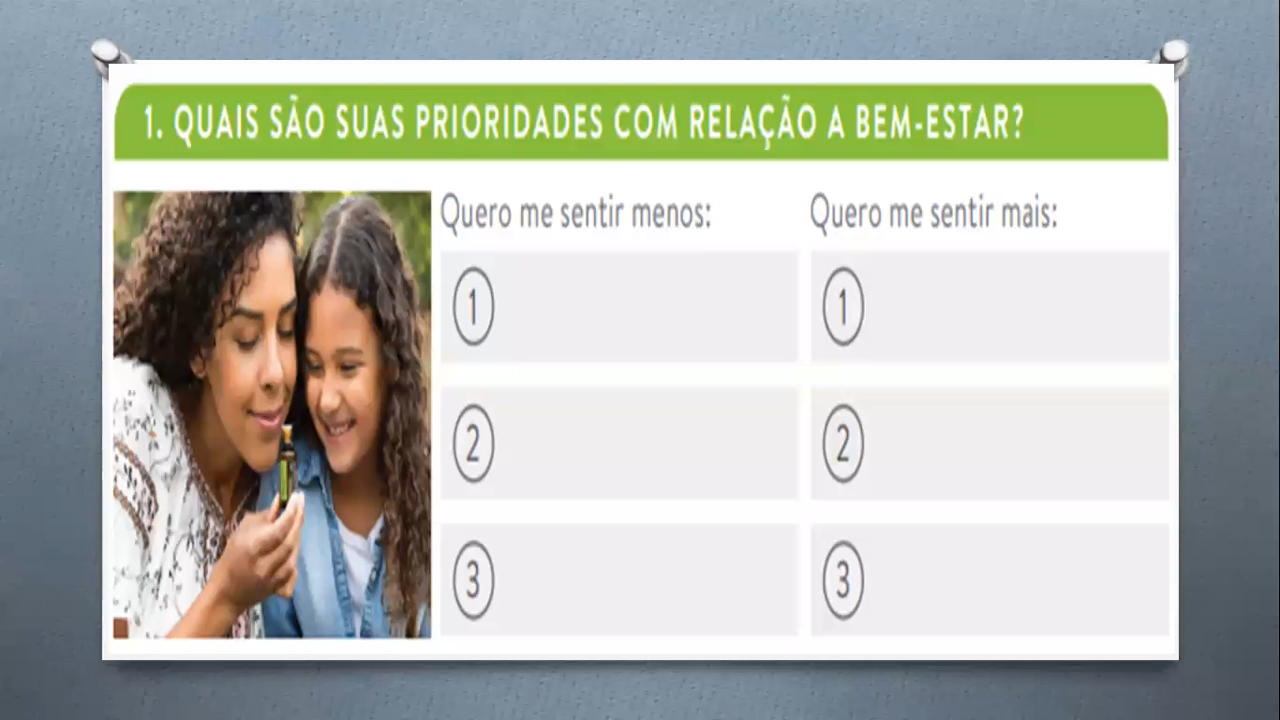 1. QUAIS SÃO SUAS PRIORIDADES COM RELAÇÃO A BEM-ESTAR?
Quero me sentir menos:
1
2
3
Quero me sentir mais:
1
2
3